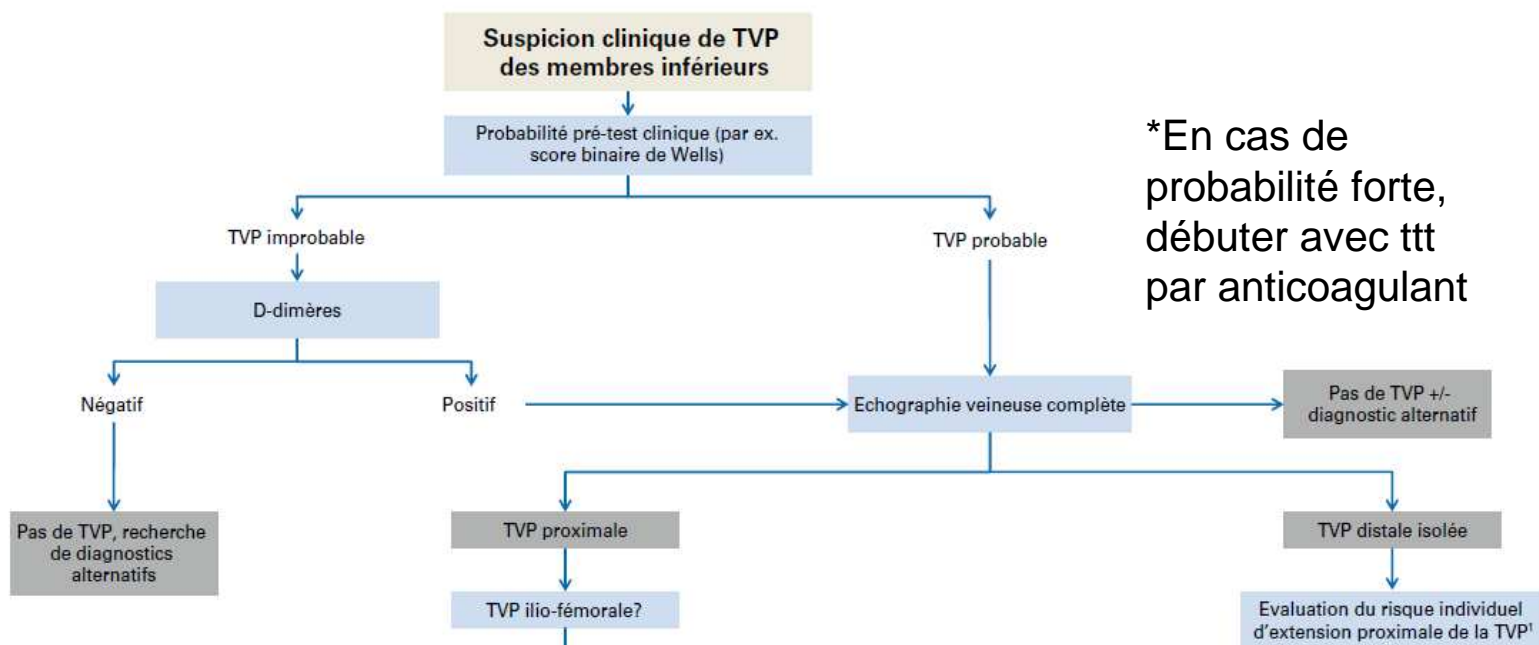 Suspicion clinique de TVP
des membres inférieurs
Probabilité pré-test clinique (par ex.
score binaire de Wells)
*En cas de
probabilité forte,
débuter avec ttt
par anticoagulant
TVP improbable
TVP probable
D-dimères
Négatif
Positif
Echographie veineuse complète
Pas de TVP +/-
diagnostic alternatif
Pas de TVP, recherche
de diagnostics
alternatifs
TVP proximale
TVP distale isolée
TVP ilio-fémorale?
Evaluation du risque individuel
d'extension proximale de la TVP¹